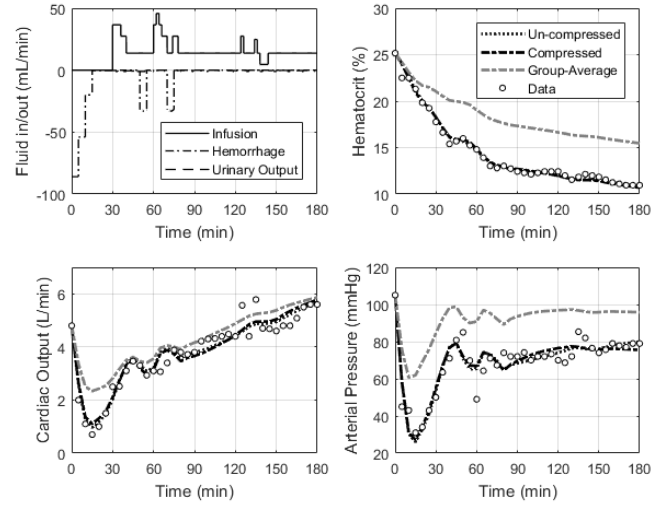 50
0
-50
-100
Fluid in/out (mL/min)
Infusion
Hemorrhage
Urinary Output
0 30 60 90 120 150 180
Time (min)
30
25
20
15
10
Hematocrit (%)
Un-compressed
Compressed
Group-Average
Data
0 30 60 90 120 150 180
Time (min)
6
4
2
0
Cardiac Output (L/min)
0 30 60 90 120 150 180
Time (min)
120
100
80
60
40
20
Arterial Pressure (mmHg)
0 30 60 90 120 150 180
Time (min)